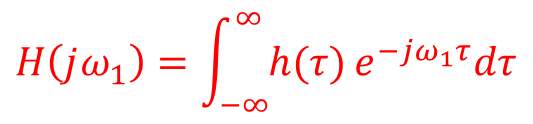 H(jω₁) = ∫_{-∞}^{∞} h(τ) e^{-jω₁τ} dτ